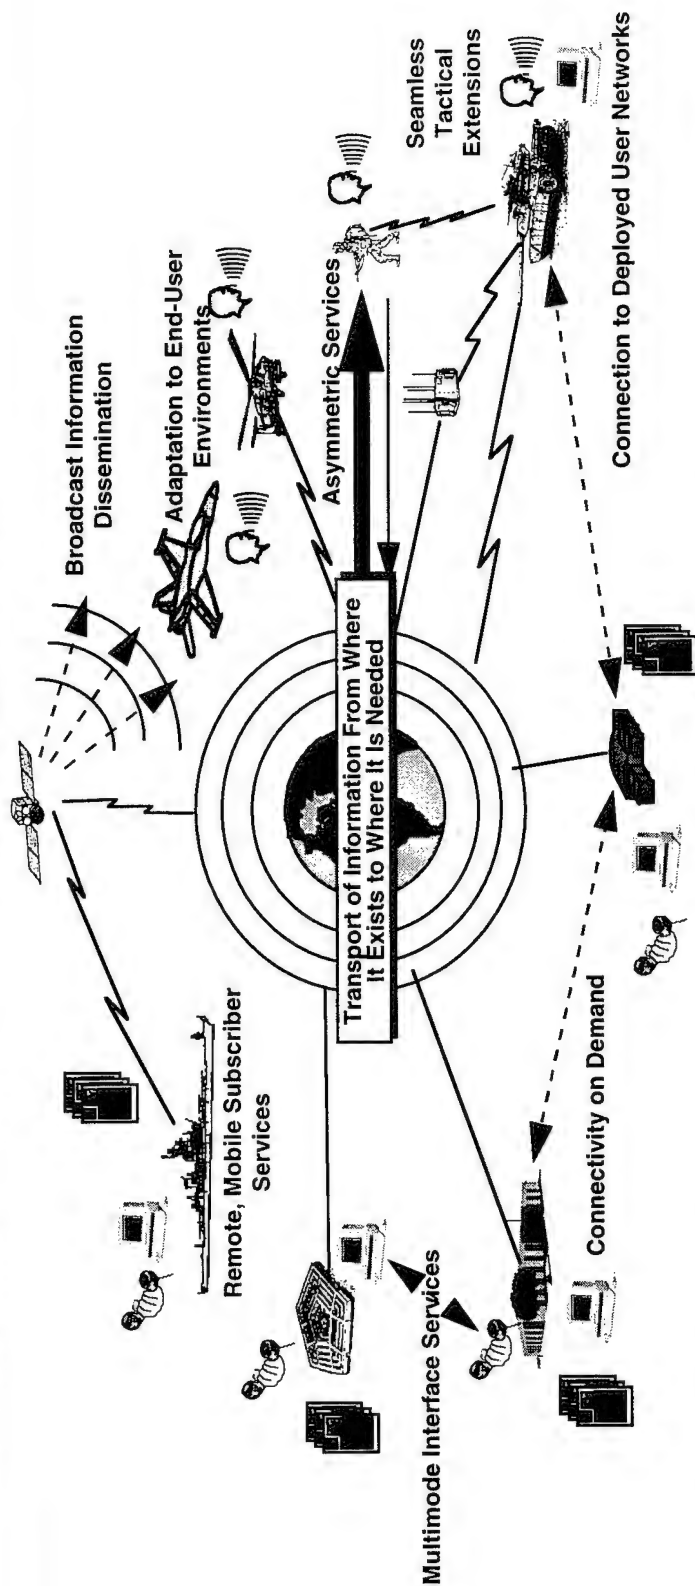 Broadcast Information
Dissemination
Adaptation to End-User
Environments
Remote, Mobile Subscriber
Services
Asymmetric Services
Transport of Information From Where
It Exists to Where It Is Needed
Seamless
Tactical
Extensions
Multimode Interface Services
Connectivity on Demand
Connection to Deployed User Networks